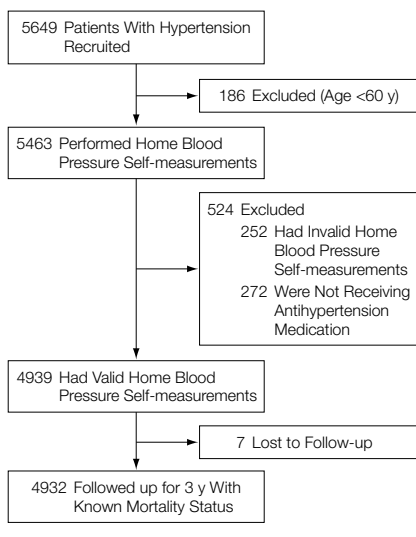 5649 Patients With Hypertension
Recruited
186 Excluded (Age <60 y)
5463 Performed Home Blood
Pressure Self-measurements
524 Excluded
252 Had Invalid Home
Blood Pressure
Self-measurements
272 Were Not Receiving
Antihypertension
Medication
4939 Had Valid Home Blood
Pressure Self-measurements
7 Lost to Follow-up
4932 Followed up for 3 y With
Known Mortality Status